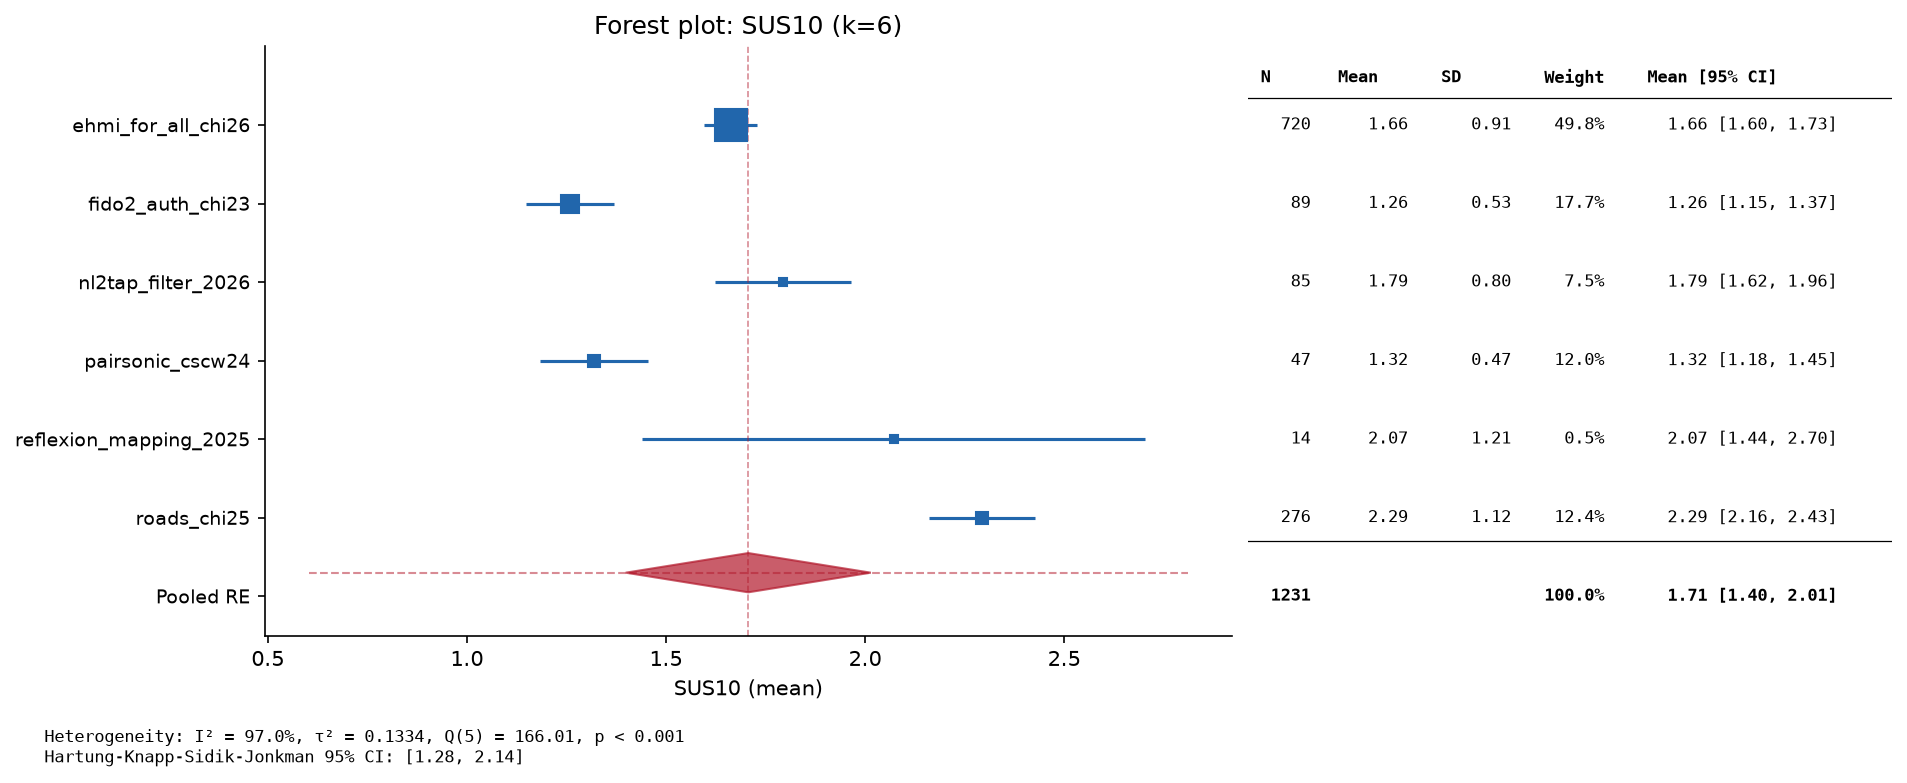 Forest plot: SUS10 (k=6)
N Mean SD Weight Mean [95% CI]
ehmi_for_all_chi26 720 1.66 0.91 49.8% 1.66 [1.60, 1.73]
fido2_auth_chi23 89 1.26 0.53 17.7% 1.26 [1.15, 1.37]
nl2tap_filter_2026 85 1.79 0.80 7.5% 1.79 [1.62, 1.96]
pairsonic_cscw24 47 1.32 0.47 12.0% 1.32 [1.18, 1.45]
reflexion_mapping_2025 14 2.07 1.21 0.5% 2.07 [1.44, 2.70]
roads_chi25 276 2.29 1.12 12.4% 2.29 [2.16, 2.43]
Pooled RE 1231 100.0% 1.71 [1.40, 2.01]
0.5 1.0 1.5 2.0 2.5
SUS10 (mean)
Heterogeneity: I² = 97.0%, τ² = 0.1334, Q(5) = 166.01, p < 0.001
Hartung-Knapp-Sidik-Jonkman 95% CI: [1.28, 2.14]